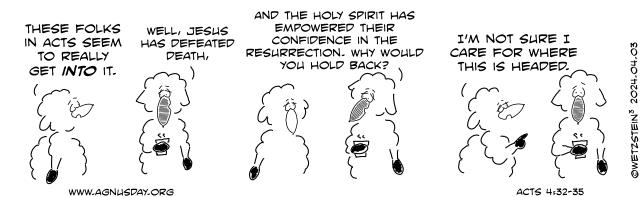 THESE FOLKS
IN ACTS SEEM
TO REALLY
GET INTO IT.
WELL, JESUS
HAS DEFEATED
DEATH,
AND THE HOLY SPIRIT HAS
EMPOWERED THEIR
CONFIDENCE IN THE
RESURRECTION. WHY WOULD
YOU HOLD BACK?
I'M NOT SURE I
CARE FOR WHERE
THIS IS HEADED.
©WETZSTEIN³ 2024.04.03
WWW.AGNUSDAY.ORG
ACTS 4:32-35